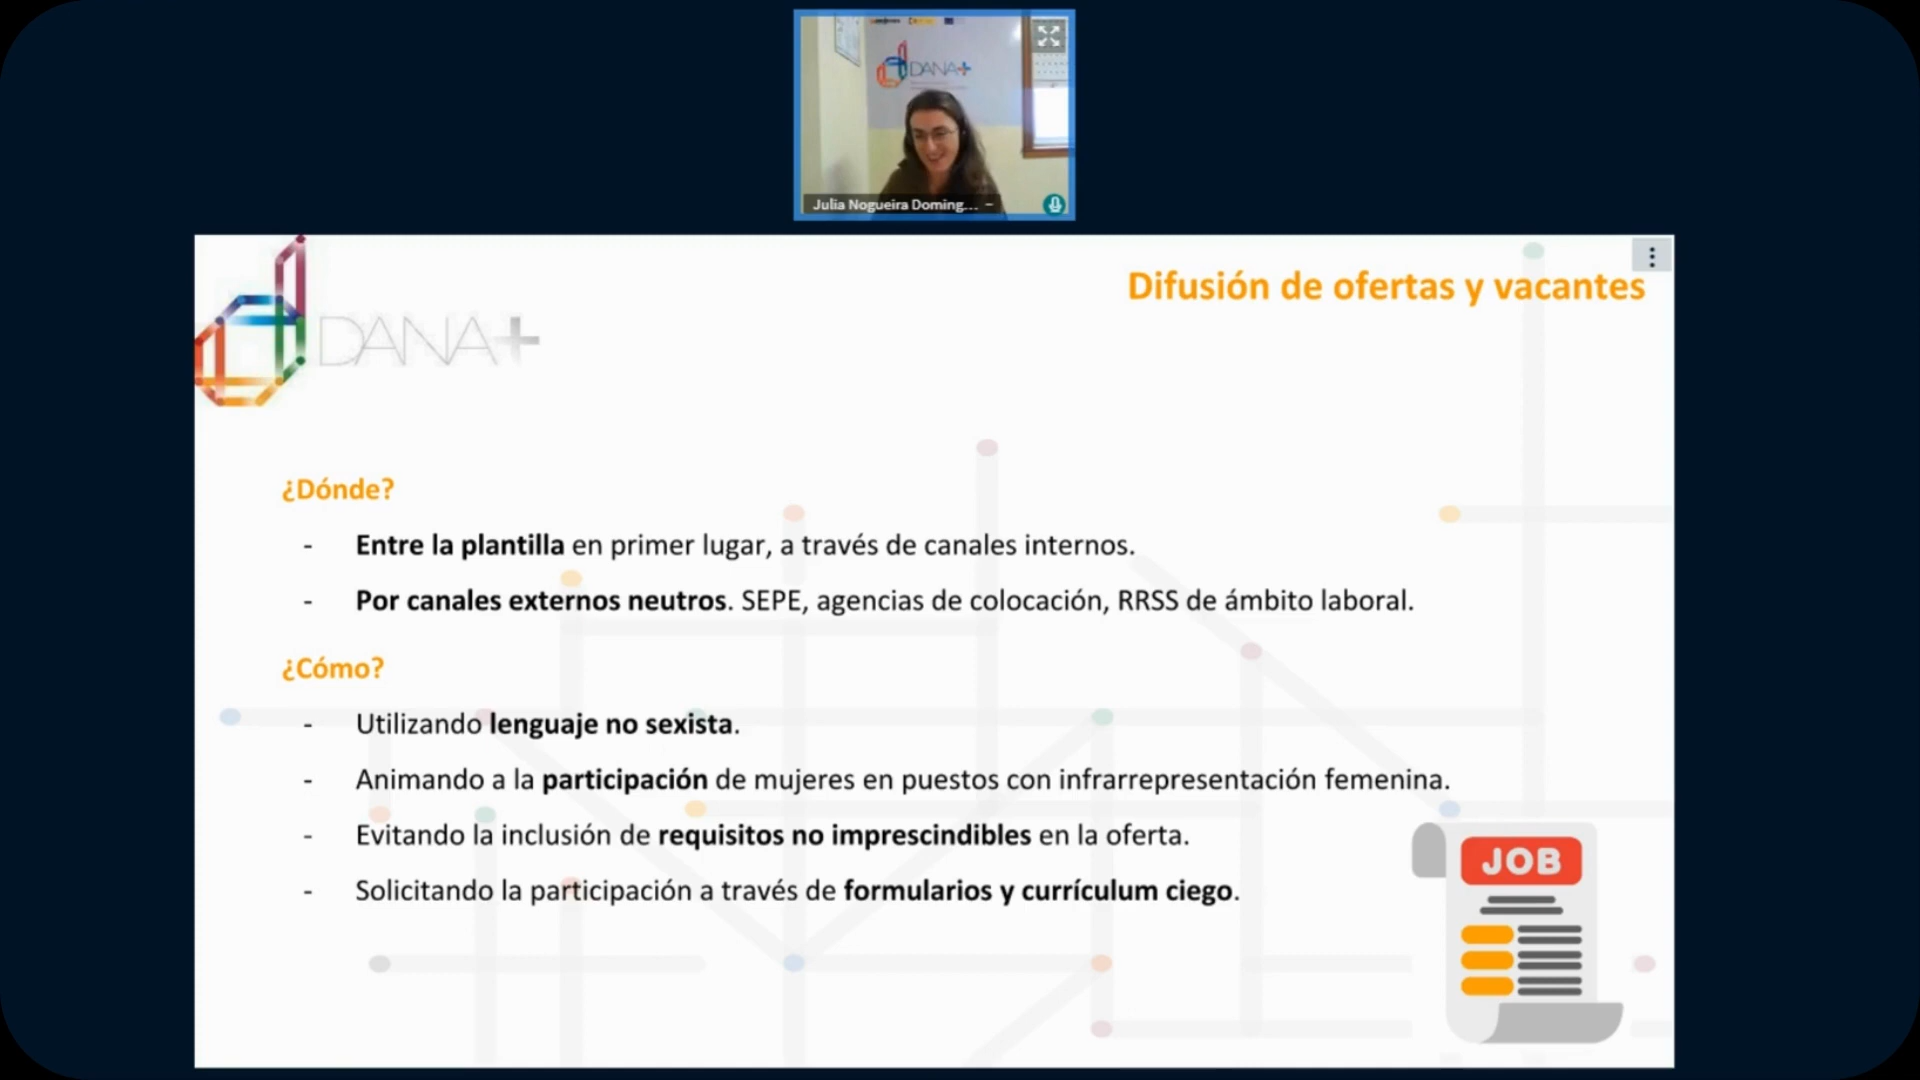 DANA+
Julia Nogueira Doming...
Difusión de ofertas y vacantes
DANA+
¿Dónde?
- Entre la plantilla en primer lugar, a través de canales internos.
- Por canales externos neutros. SEPE, agencias de colocación, RRSS de ámbito laboral.
¿Cómo?
- Utilizando lenguaje no sexista.
- Animando a la participación de mujeres en puestos con infrarrepresentación femenina.
- Evitando la inclusión de requisitos no imprescindibles en la oferta.
- Solicitando la participación a través de formularios y currículum ciego.
JOB